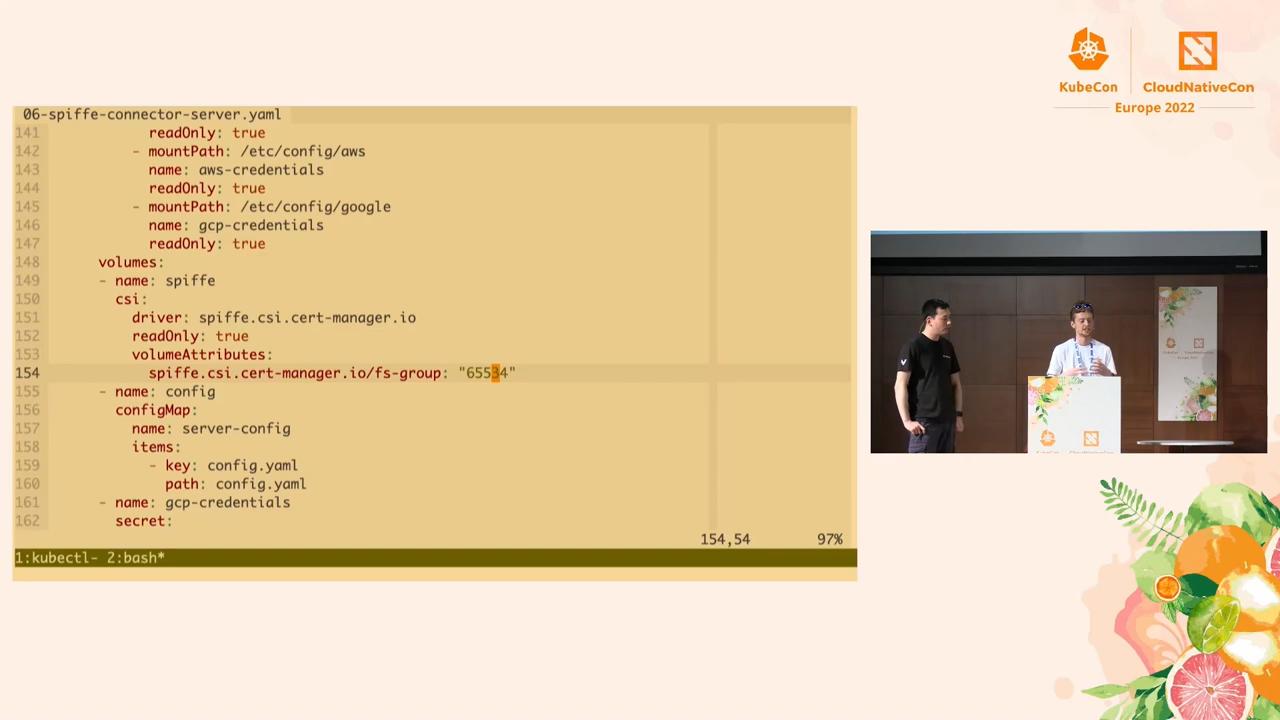 KubeCon
CloudNativeCon
Europe 2022
06-spiffe-connector-server.yaml
141 readOnly: true
142 - mountPath: /etc/config/aws
143 name: aws-credentials
144 readOnly: true
145 - mountPath: /etc/config/google
146 name: gcp-credentials
147 readOnly: true
148 volumes:
149 - name: spiffe
150 csi:
151 driver: spiffe.csi.cert-manager.io
152 readOnly: true
153 volumeAttributes:
154 spiffe.csi.cert-manager.io/fs-group: "65534"
155 - name: config
156 configMap:
157 name: server-config
158 items:
159 - key: config.yaml
160 path: config.yaml
161 - name: gcp-credentials
162 secret:
154,54 97%
1:kubectl- 2:bash*